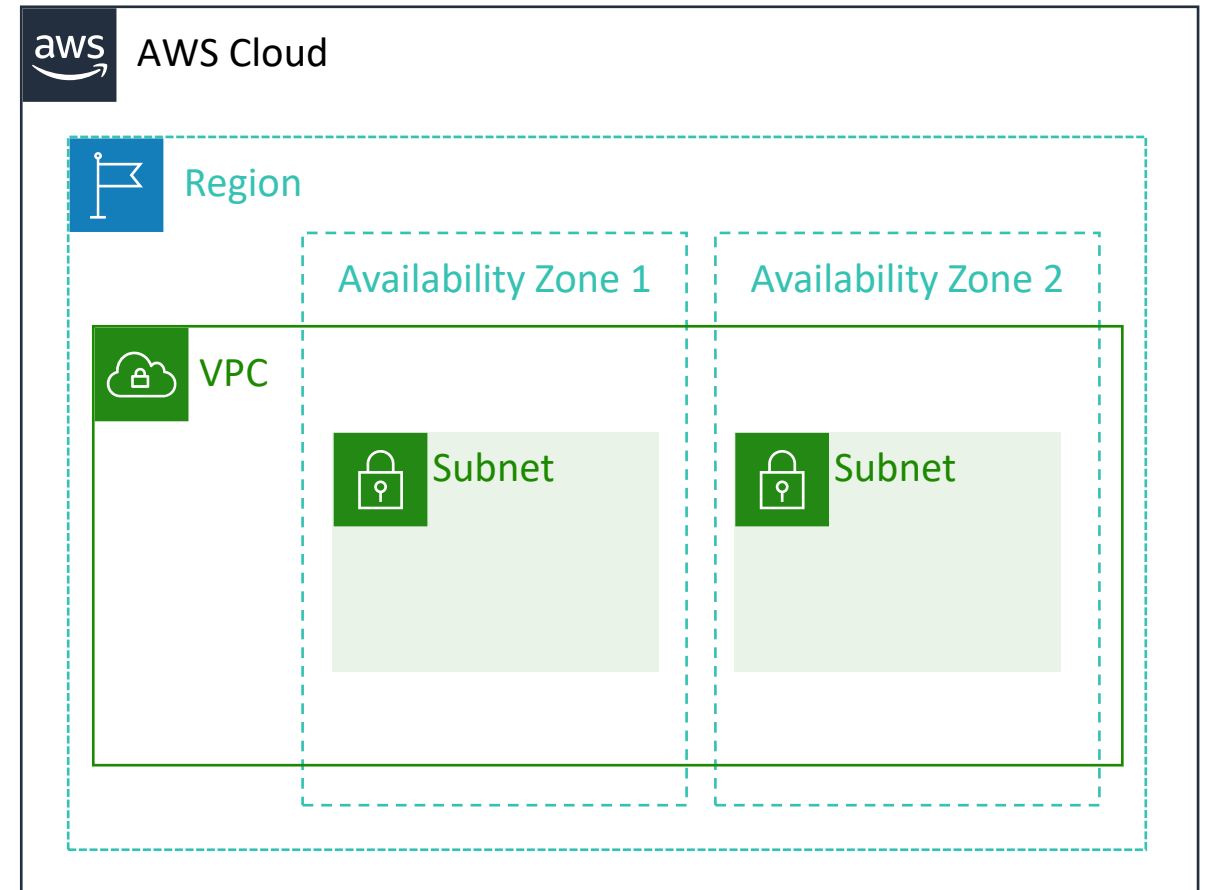 aws
AWS Cloud
Region
Availability Zone 1
Availability Zone 2
VPC
Subnet
Subnet